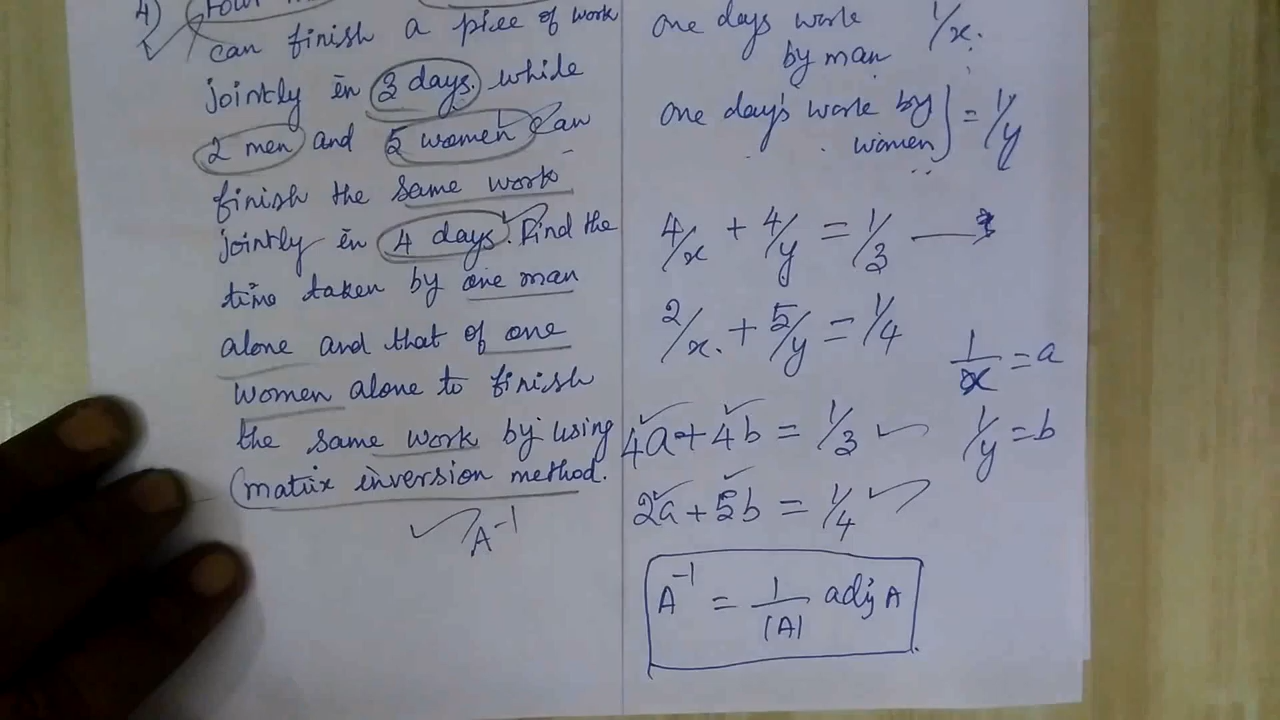 4) Four
can finish a piece of work
jointly in 3 days. while
2 men and 5 women can
finish the same work
jointly in 4 days. Find the
time taken by one man
alone and that of one
women alone to finish
the same work by using
(matrix inversion method.
A⁻¹
one days work 1/x.
by man
one day's work by
women} = 1/y
4/x + 4/y = 1/3
2/x. + 5/y = 1/4
1/x = a
4a + 4b = 1/3
1/y = b
2a + 5b = 1/4
A⁻¹ = 1/|A| adj A